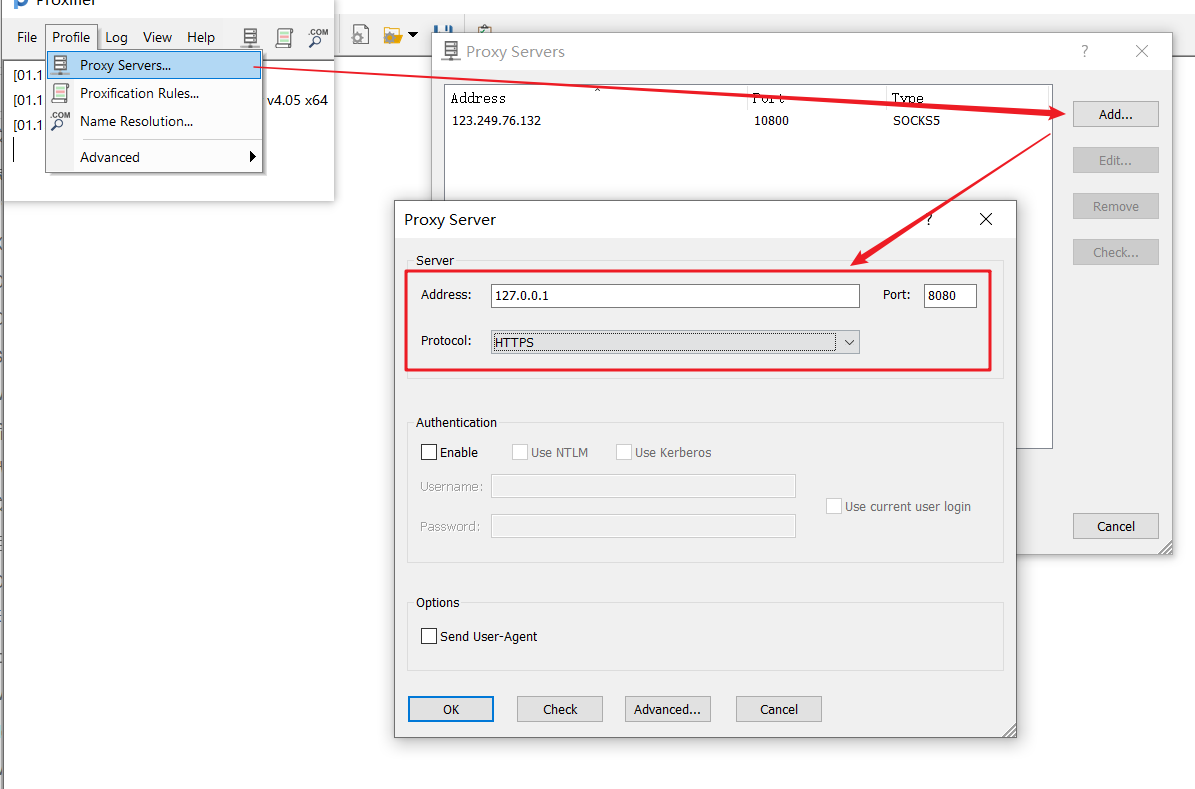 Proxifier
File Profile Log View Help .COM
Proxy Servers...
Proxification Rules...
.COM Name Resolution...
Advanced
[01.1
[01.1 v4.05 x64
[01.1
Proxy Servers ?
Address Port Type
123.249.76.132 10800 SOCKS5
Add...
Edit...
Remove
Check...
Cancel
Proxy Server ?
Server
Address: 127.0.0.1 Port: 8080
Protocol: HTTPS
Authentication
Enable Use NTLM Use Kerberos
Username:
Use current user login
Password:
Options
Send User-Agent
OK Check Advanced... Cancel